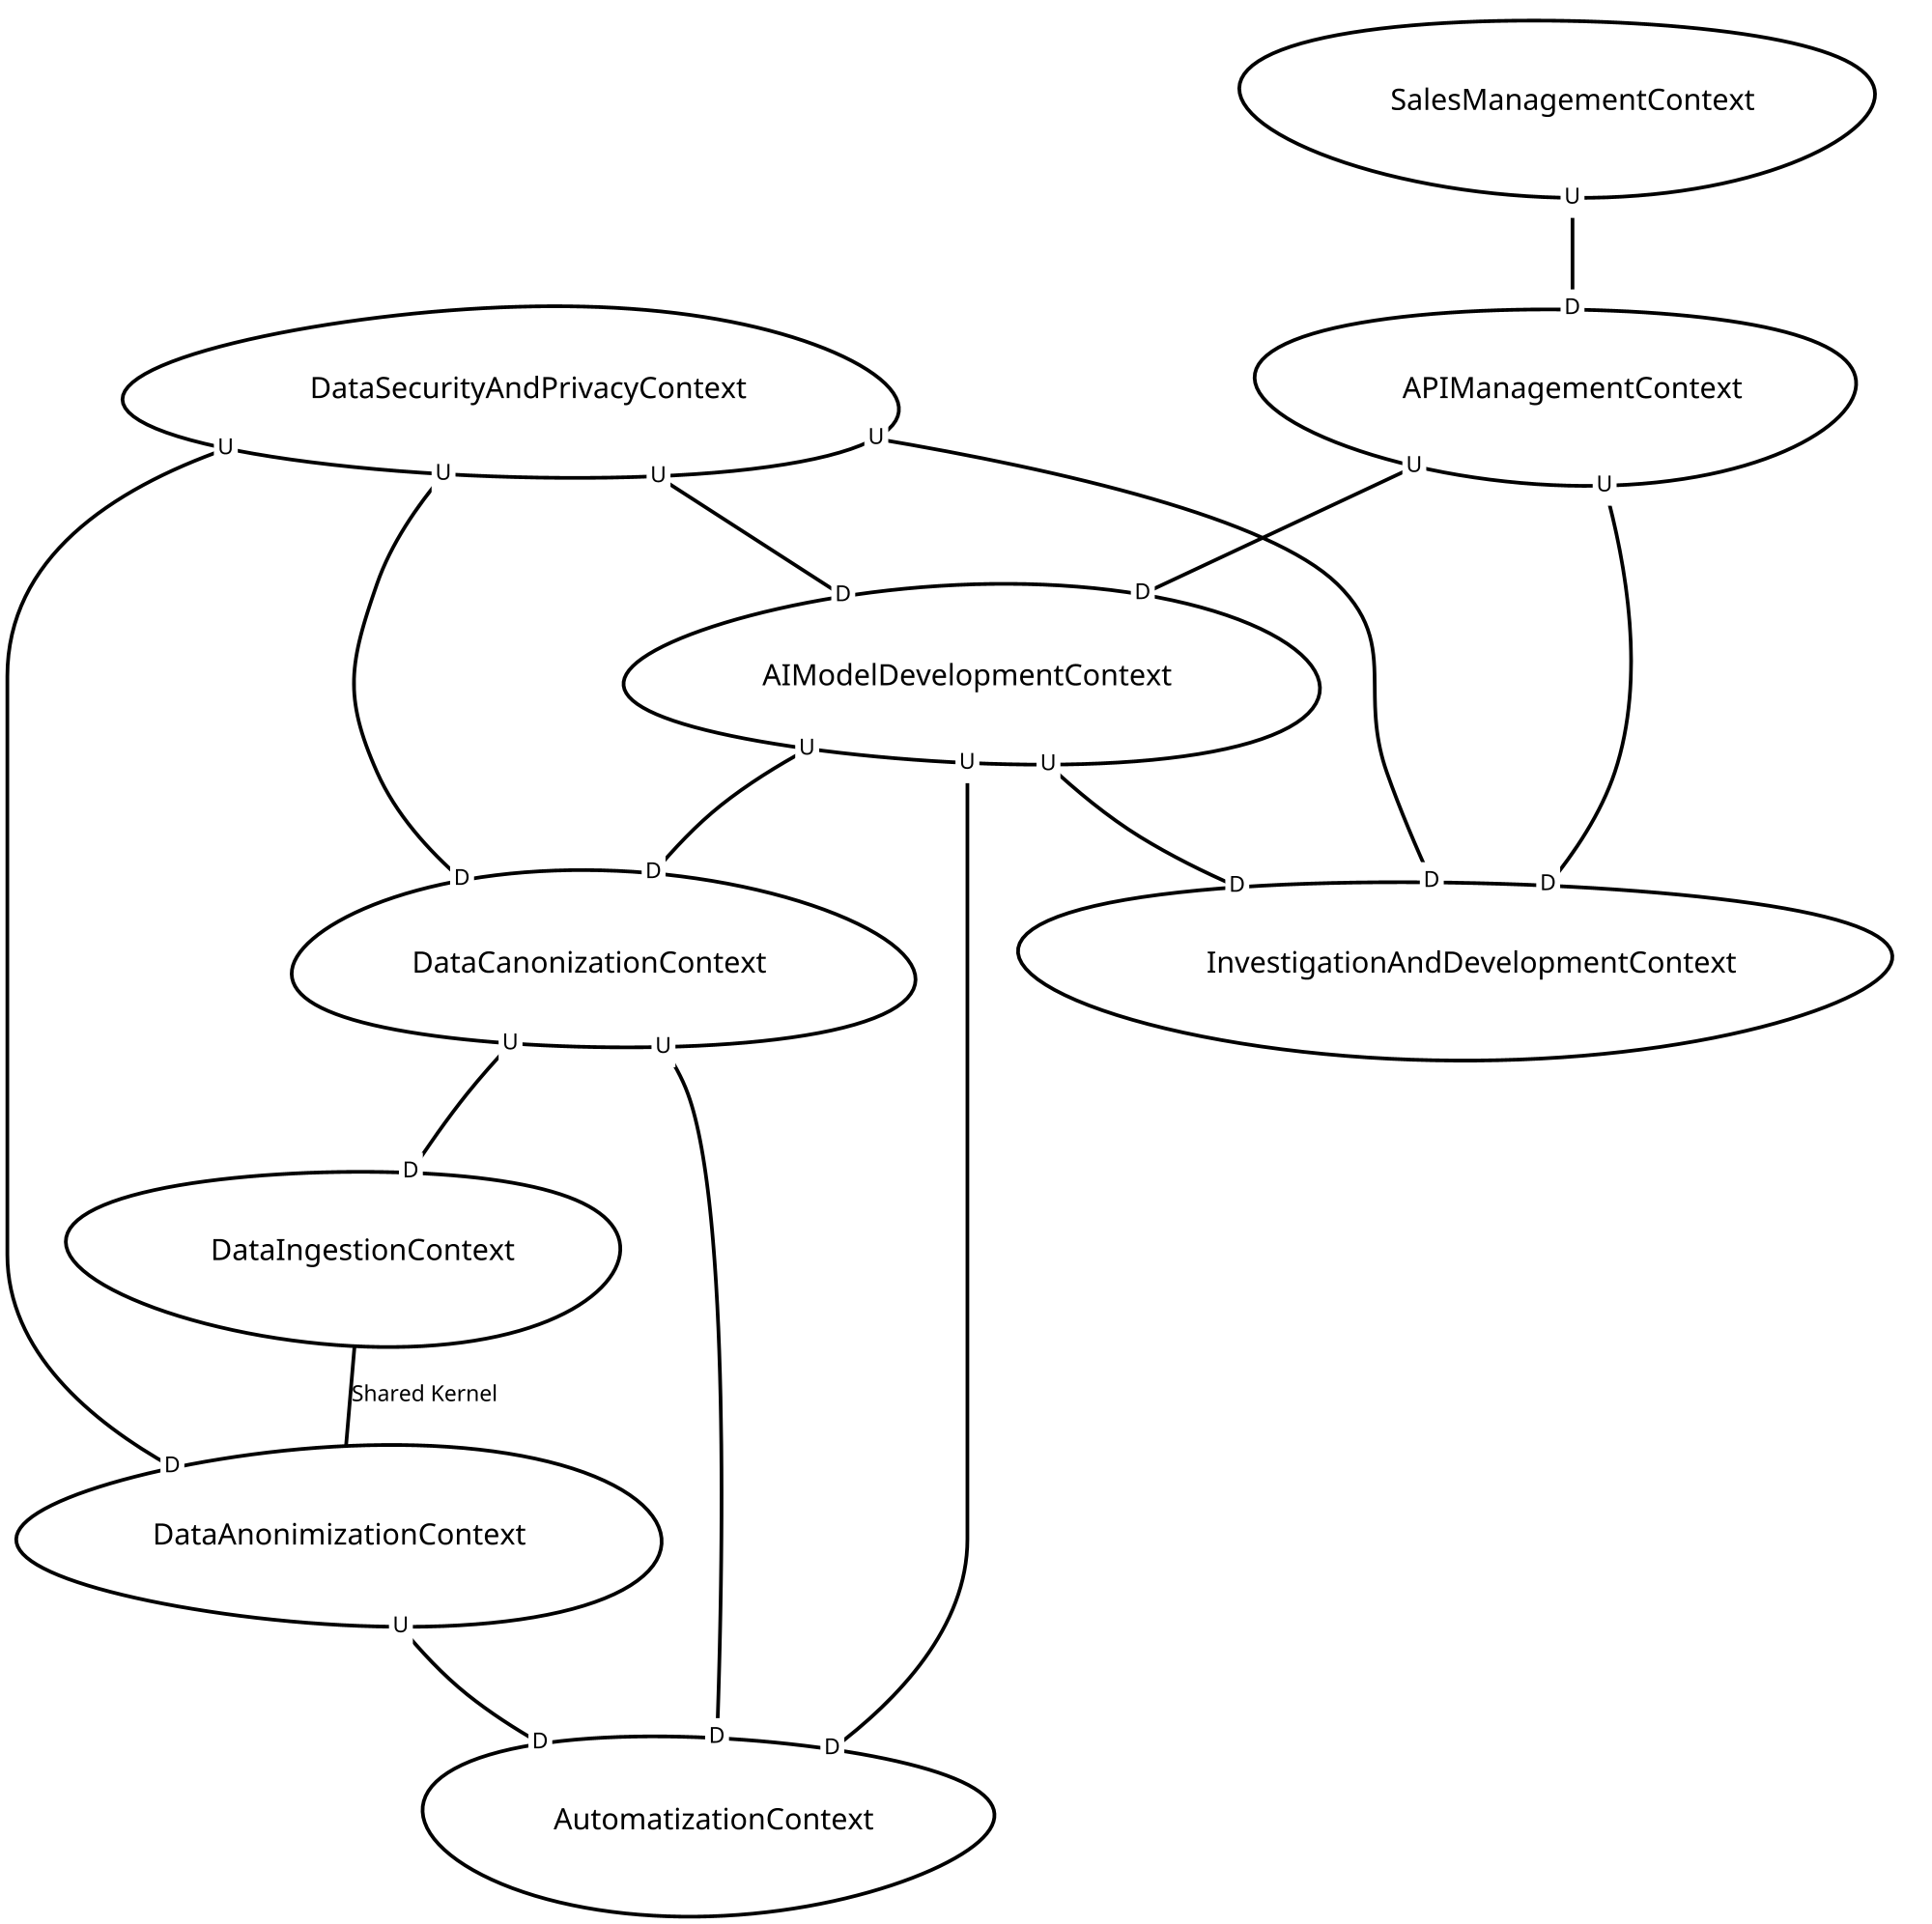 SalesManagementContext
U
D
APIManagementContext
DataSecurityAndPrivacyContext
U
U
U
U
U
U
D
D
AIModelDevelopmentContext
U
U
U
D
D
D
D
D
DataCanonizationContext
InvestigationAndDevelopmentContext
U
U
D
DataIngestionContext
Shared Kernel
D
DataAnonimizationContext
U
D
D
D
AutomatizationContext